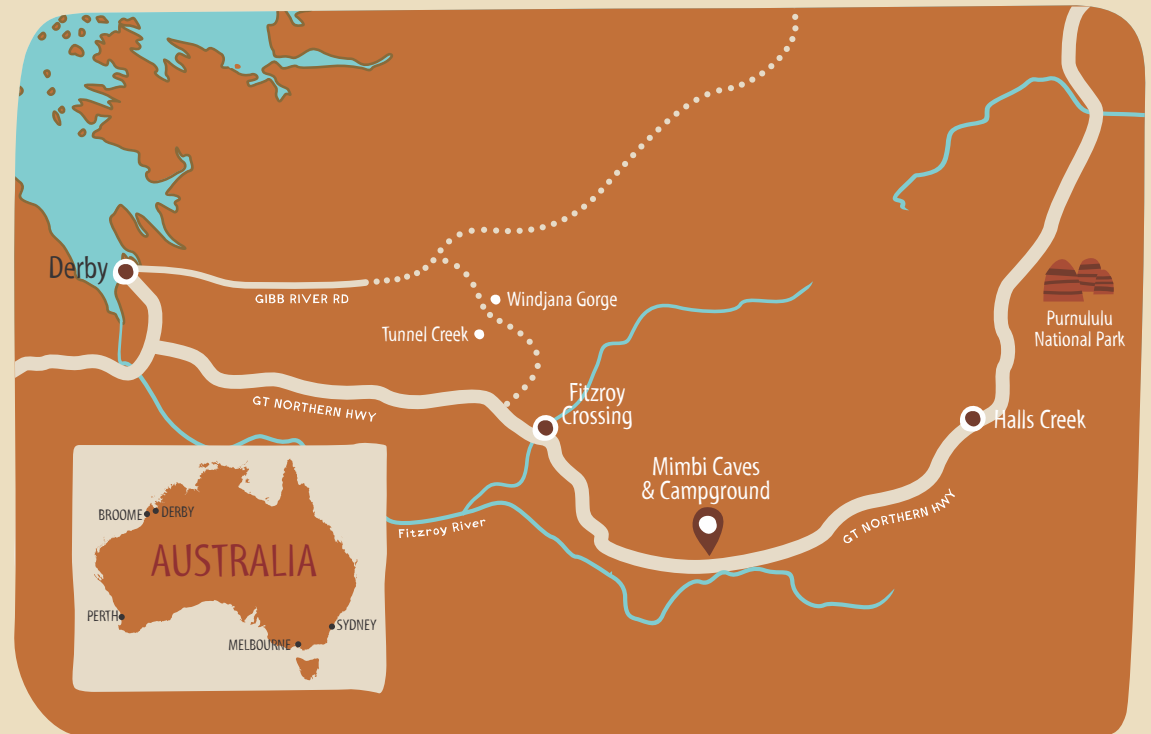 Derby
GIBB RIVER RD
Windjana Gorge
Tunnel Creek
Purnululu
National Park
GT NORTHERN HWY
Fitzroy
Crossing
Halls Creek
Mimbi Caves
& Campground
GT NORTHERN HWY
Fitzroy River
BROOME
DERBY
AUSTRALIA
PERTH
SYDNEY
MELBOURNE